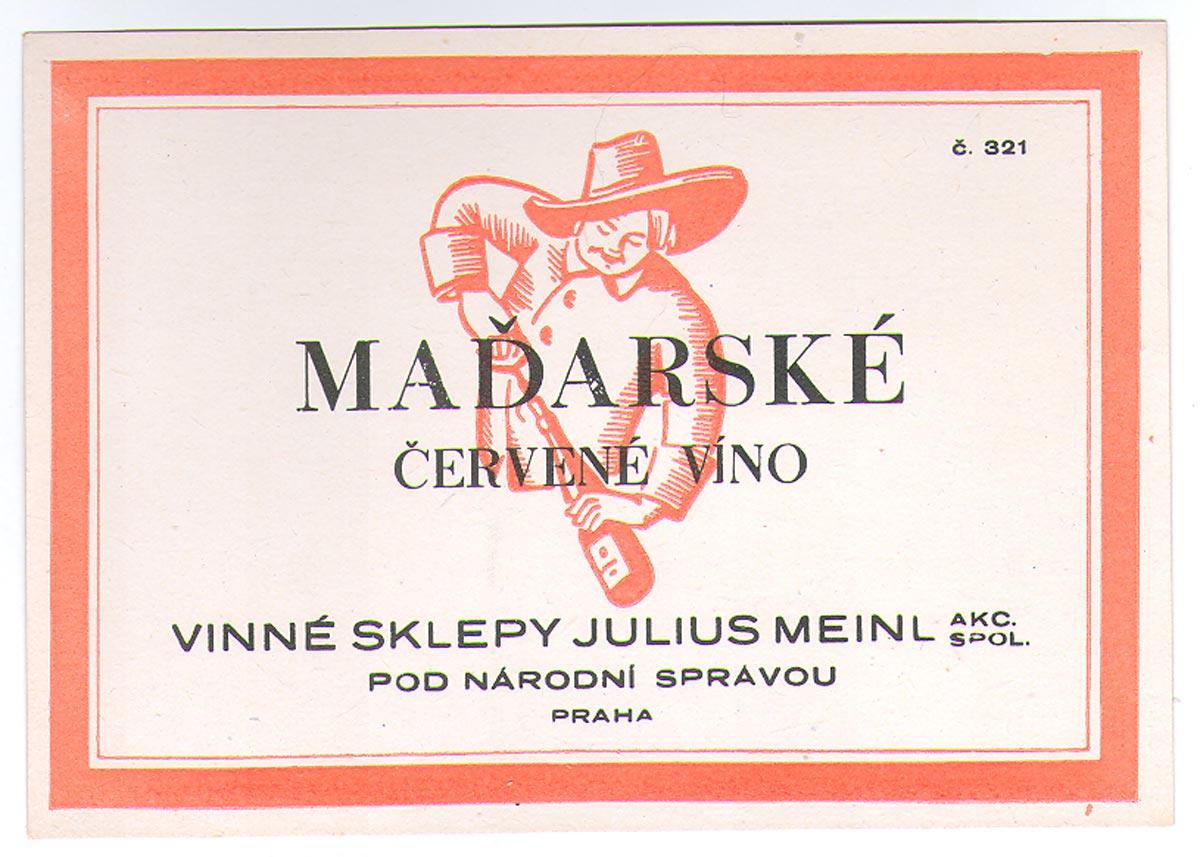 č. 321
MAĎARSKÉ
ČERVENÉ VÍNO
VINNÉ SKLEPY JULIUS MEINL AKC. SPOL.
POD NÁRODNÍ SPRÁVOU
PRAHA